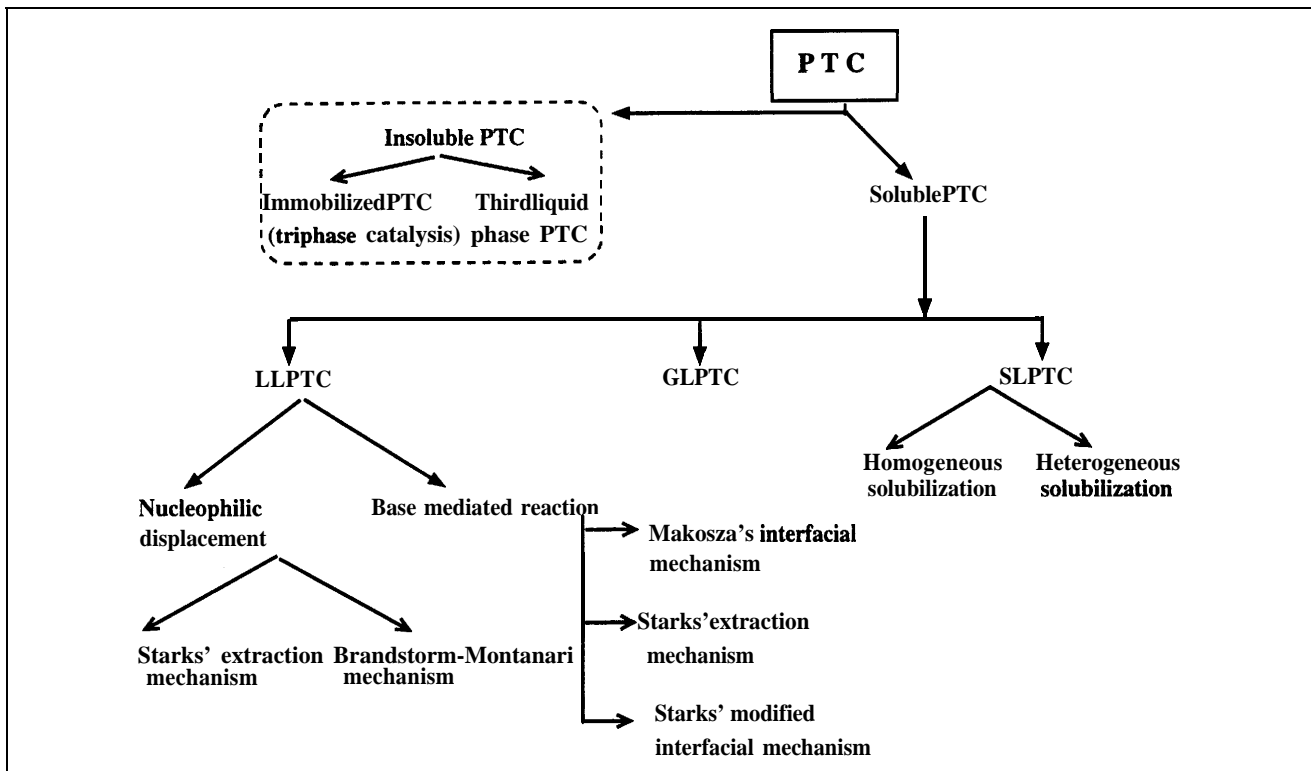 PTC
Insoluble PTC
ImmobilizedPTC
(triphase catalysis)
Thirdliquid
phase PTC
SolublePTC
LLPTC
GLPTC
SLPTC
Nucleophilic
displacement
Base mediated reaction
Homogeneous
solubilization
Heterogeneous
solubilization
Makosza's interfacial
mechanism
Starks' extraction
mechanism
Brandstorm-Montanari
mechanism
Starks'extraction
mechanism
Starks' modified
interfacial mechanism